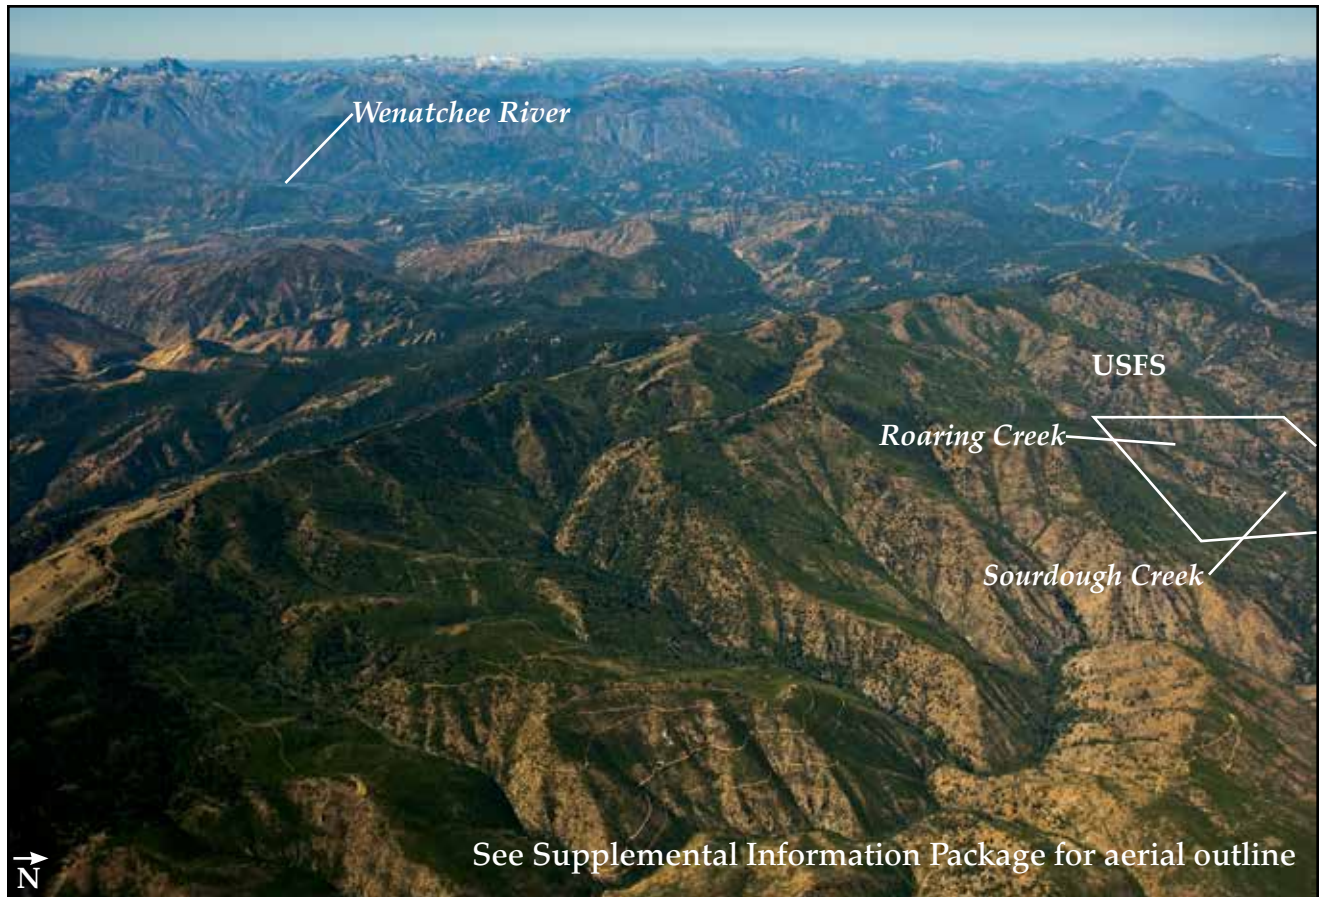 Wenatchee River
USFS
Roaring Creek
Sourdough Creek
See Supplemental Information Package for aerial outline
N